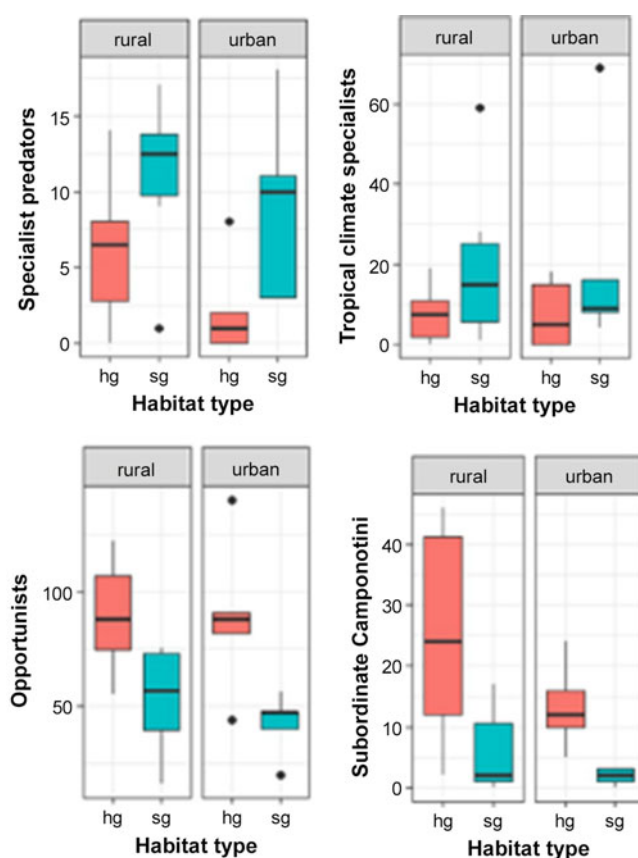 rural urban
Specialist predators
15
10
5
0
hg sg hg sg
Habitat type
rural urban
Tropical climate specialists
60
40
20
0
hg sg hg sg
Habitat type
rural urban
Opportunists
100
50
hg sg hg sg
Habitat type
rural urban
Subordinate Camponotini
40
30
20
10
0
hg sg hg sg
Habitat type